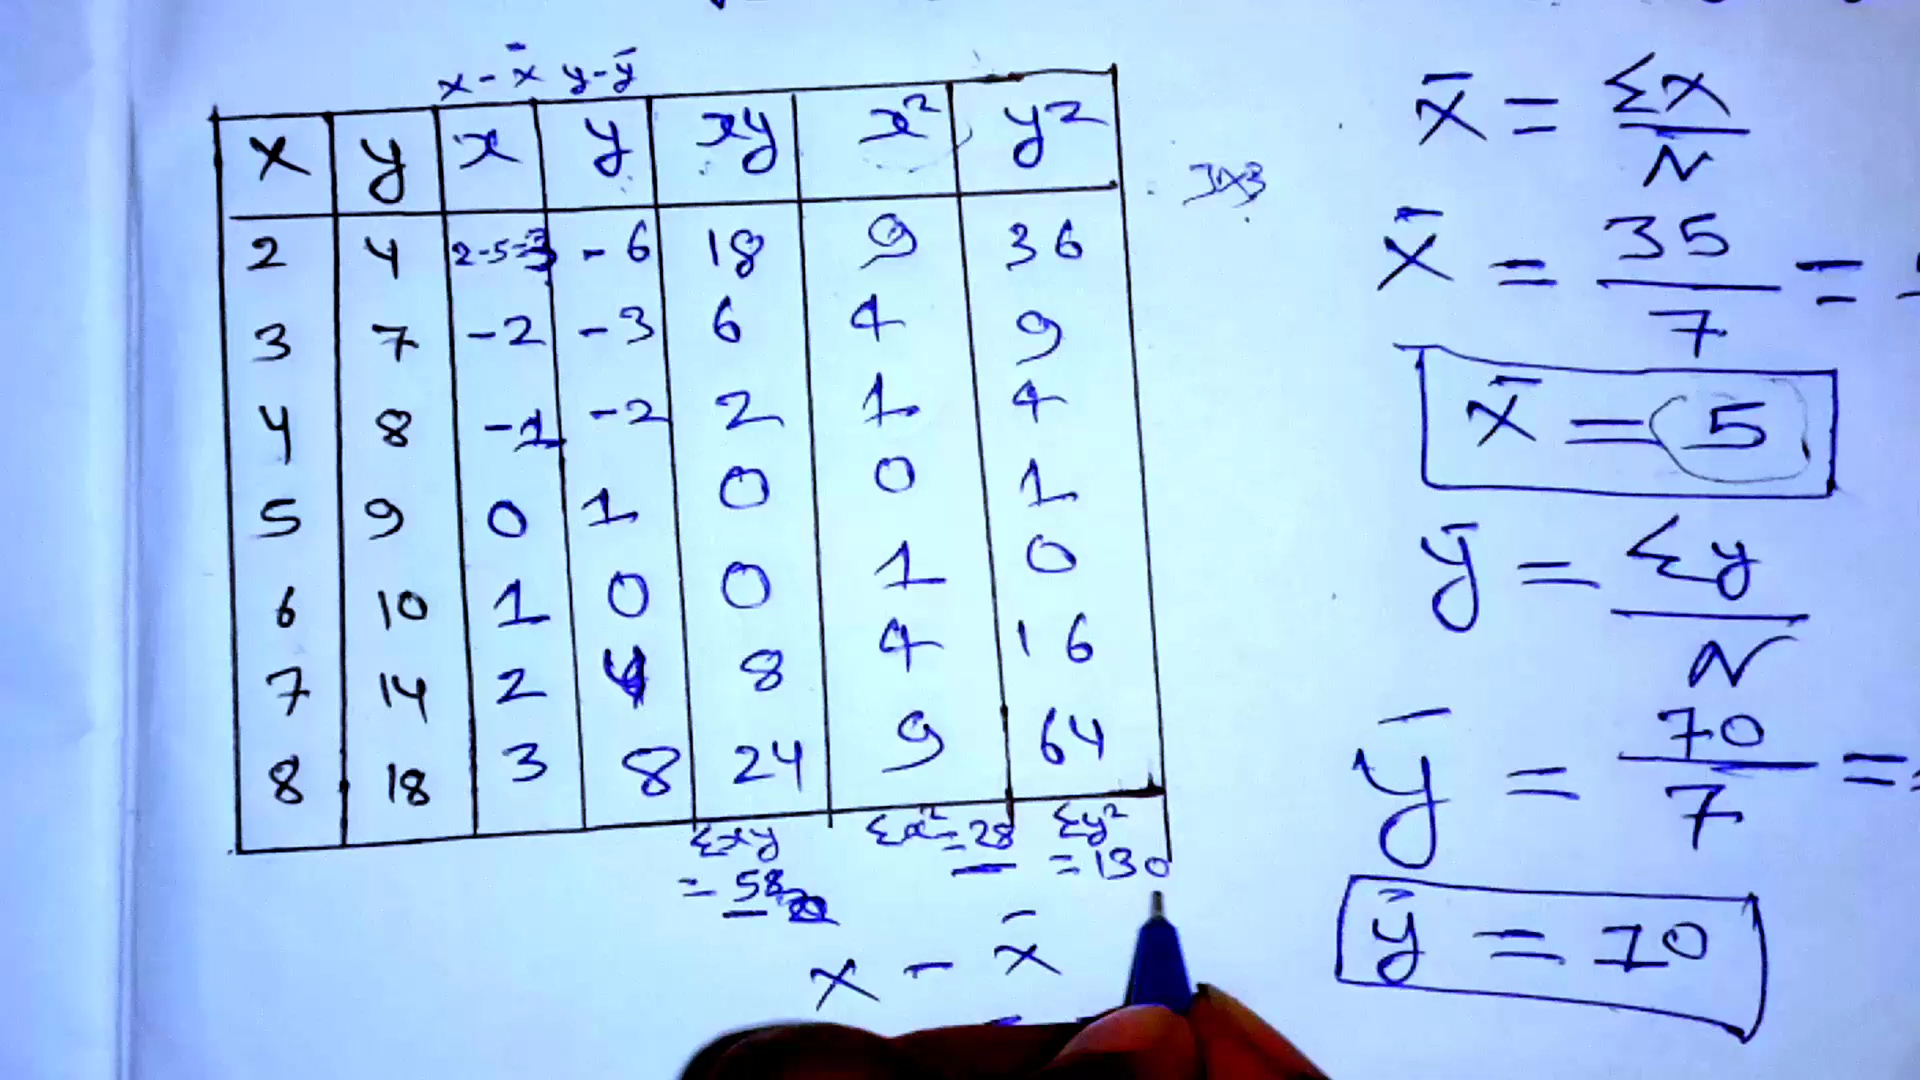 x - x̄ y - ȳ
x y x y xy x² y²
2 4 2-5=-3 -6 18 9 36
3 7 -2 -3 6 4 9
4 8 -1 -2 2 1 4
5 9 0 1 0 0 1
6 10 1 0 0 1 0
7 14 2 4 8 4 16
8 18 3 8 24 9 64
Σxy = 58 Σx² = 28 Σy² = 130
x - x̄
x̄ = Σx / N
x̄ = 35 / 7 =
x̄ = 5
ȳ = Σy / N
ȳ = 70 / 7 =
ȳ = 10